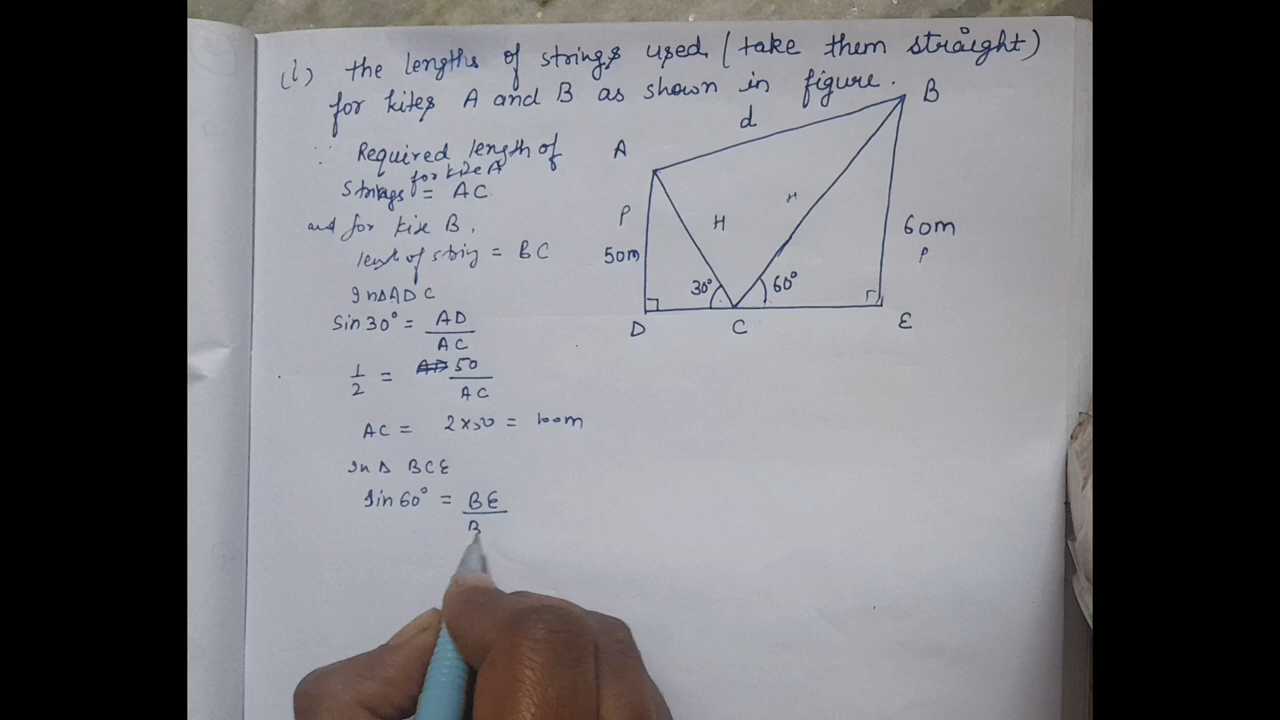 (i) the lengths of strings used (take them straight)
for kites A and B as shown in figure.
∵ Required length of
strings for kite A = AC
and for kite B,
lengt of string = BC
In Δ ADC
Sin 30° = AD / AC
1/2 = 50 / AC
AC = 2×50 = 100m
In Δ BCE
Sin 60° = BE / B
A
d
B
P
50m
H
H
60m
P
30°
60°
D
C
E